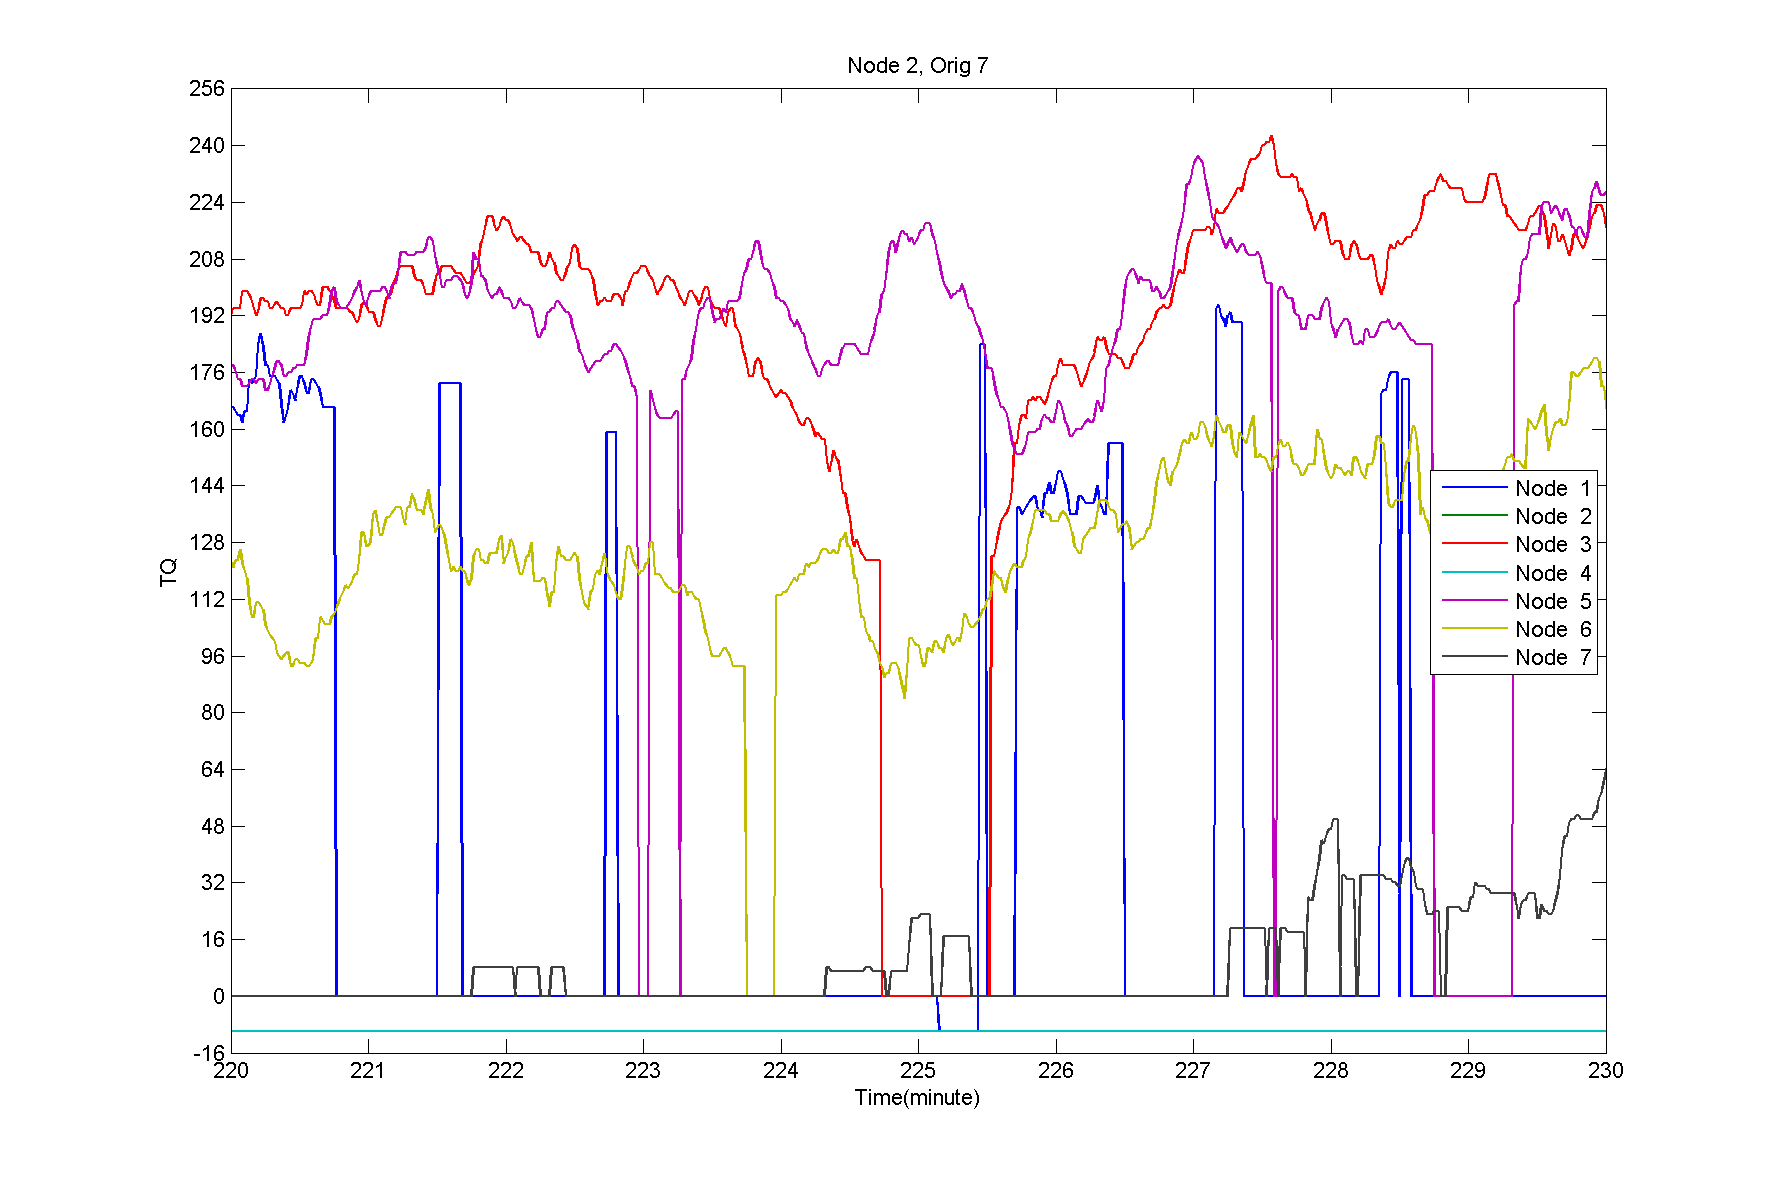 Node 2, Orig 7
256
240
224
208
192
176
160
144
128
112
96
80
64
48
32
16
0
-16
TQ
220 221 222 223 224 225 226 227 228 229 230
Time(minute)
Node 1
Node 2
Node 3
Node 4
Node 5
Node 6
Node 7